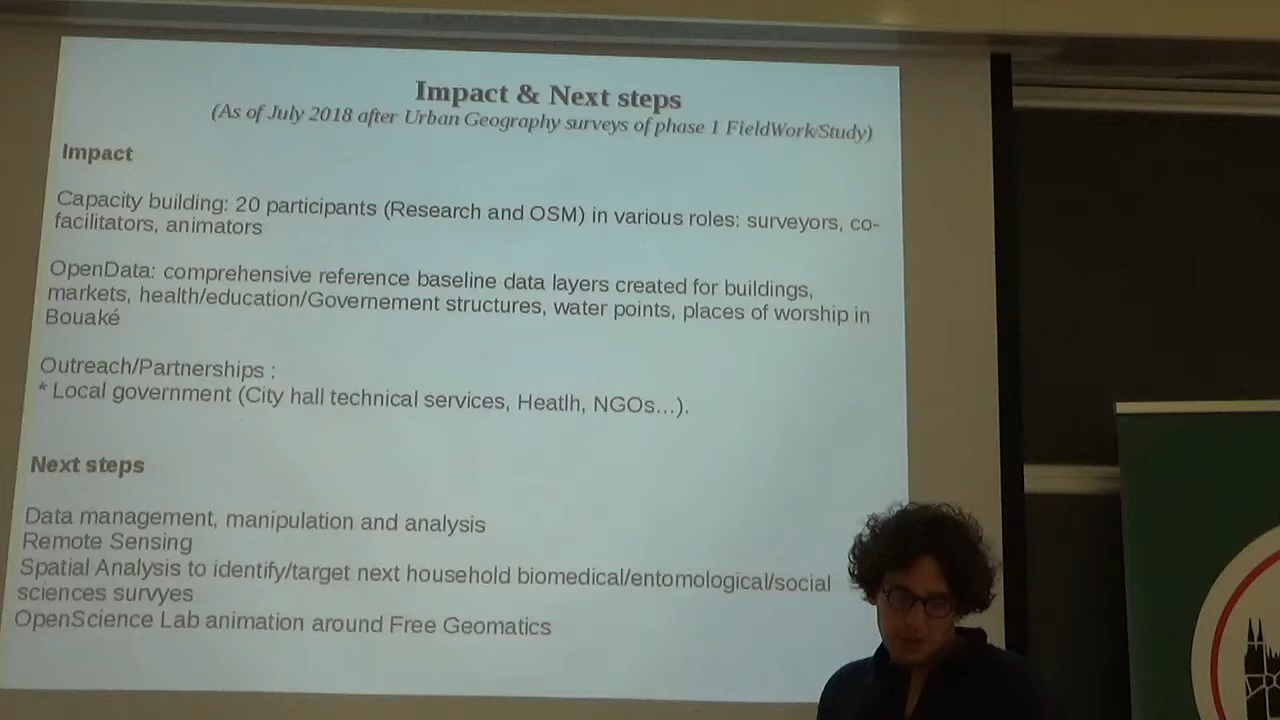 Impact & Next steps
(As of July 2018 after Urban Geography surveys of phase 1 FieldWork/Study)
Impact
Capacity building: 20 participants (Research and OSM) in various roles: surveyors, co-
facilitators, animators
OpenData: comprehensive reference baseline data layers created for buildings,
markets, health/education/Governement structures, water points, places of worship in
Bouaké
Outreach/Partnerships :
* Local government (City hall technical services, Heatlh, NGOs...).
Next steps
Data management, manipulation and analysis
Remote Sensing
Spatial Analysis to identify/target next household biomedical/entomological/social
sciences survyes
OpenScience Lab animation around Free Geomatics